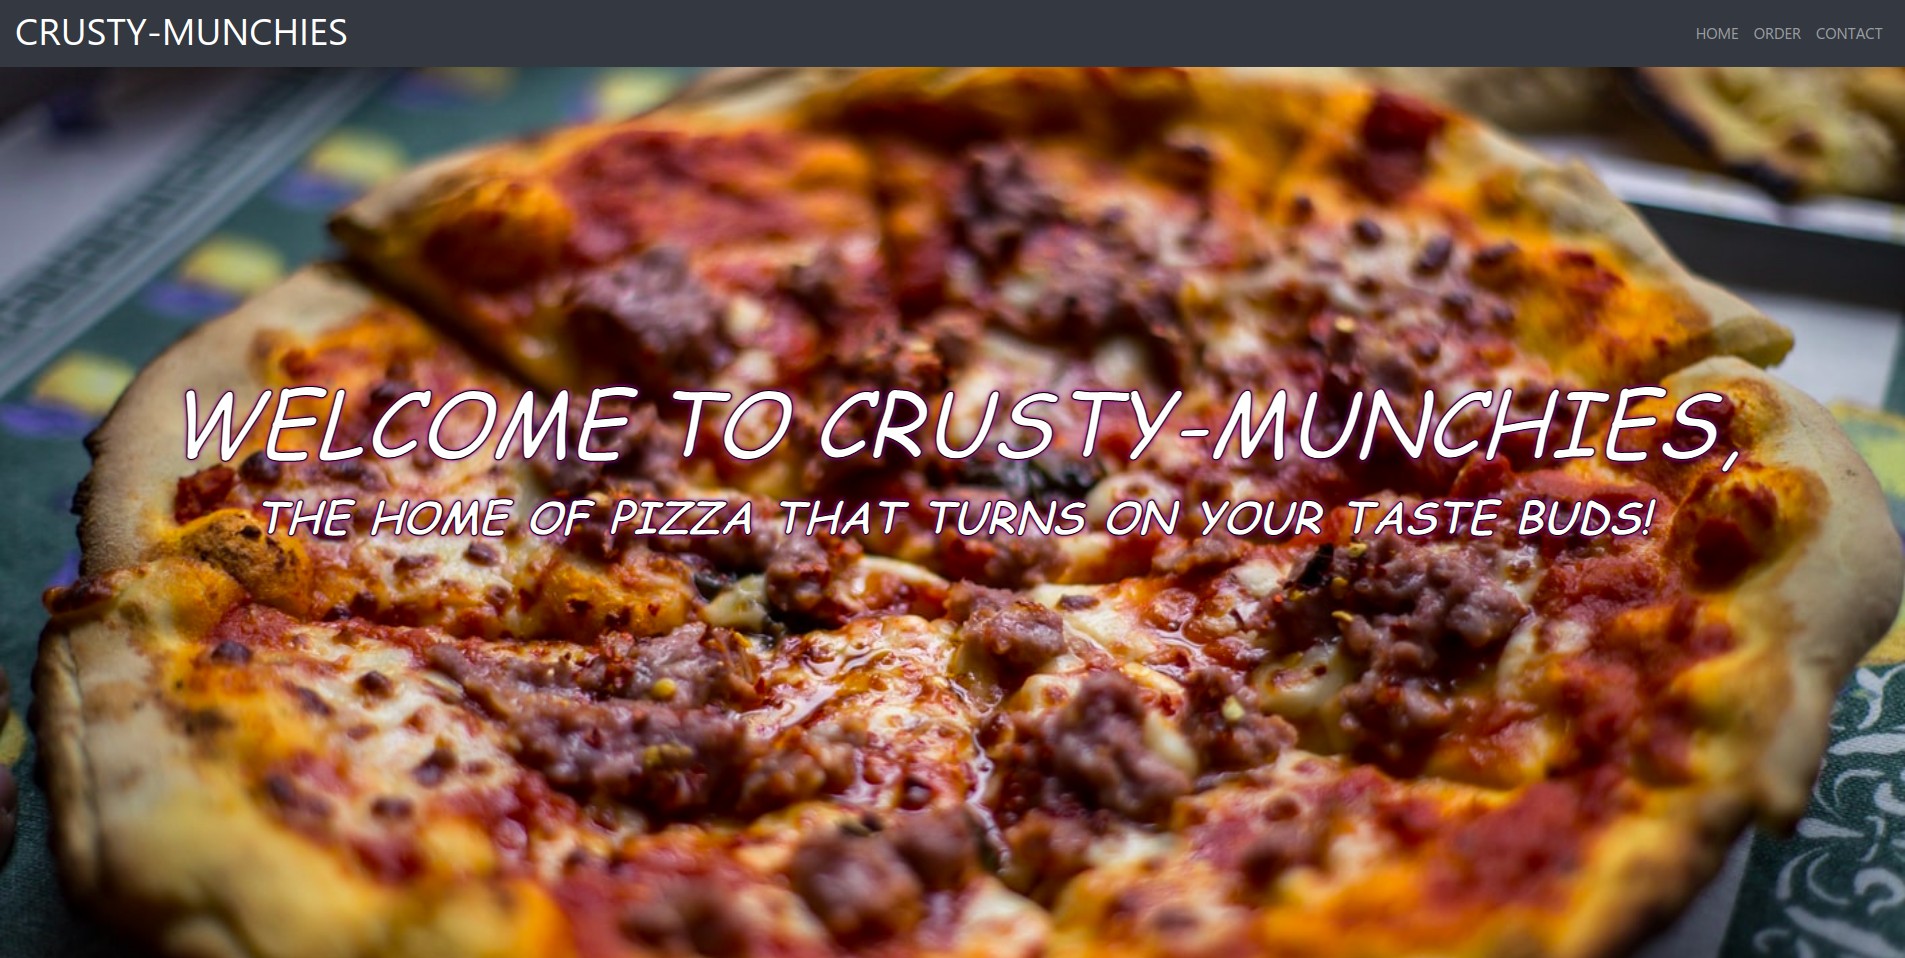 CRUSTY-MUNCHIES
HOME ORDER CONTACT
WELCOME TO CRUSTY-MUNCHIES,
THE HOME OF PIZZA THAT TURNS ON YOUR TASTE BUDS!